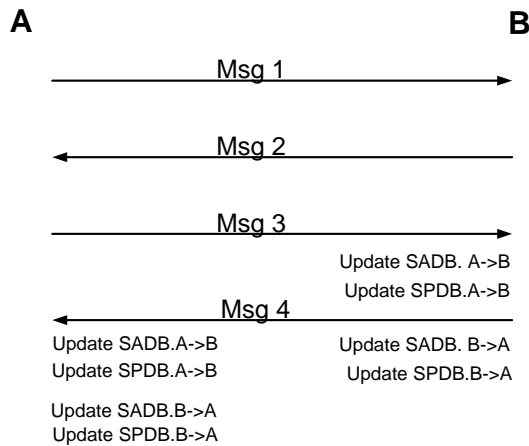 A B
Msg 1
Msg 2
Msg 3
Update SADB. A->B
Update SPDB.A->B
Msg 4
Update SADB.A->B
Update SPDB.A->B
Update SADB.B->A
Update SPDB.B->A
Update SADB. B->A
Update SPDB.B->A